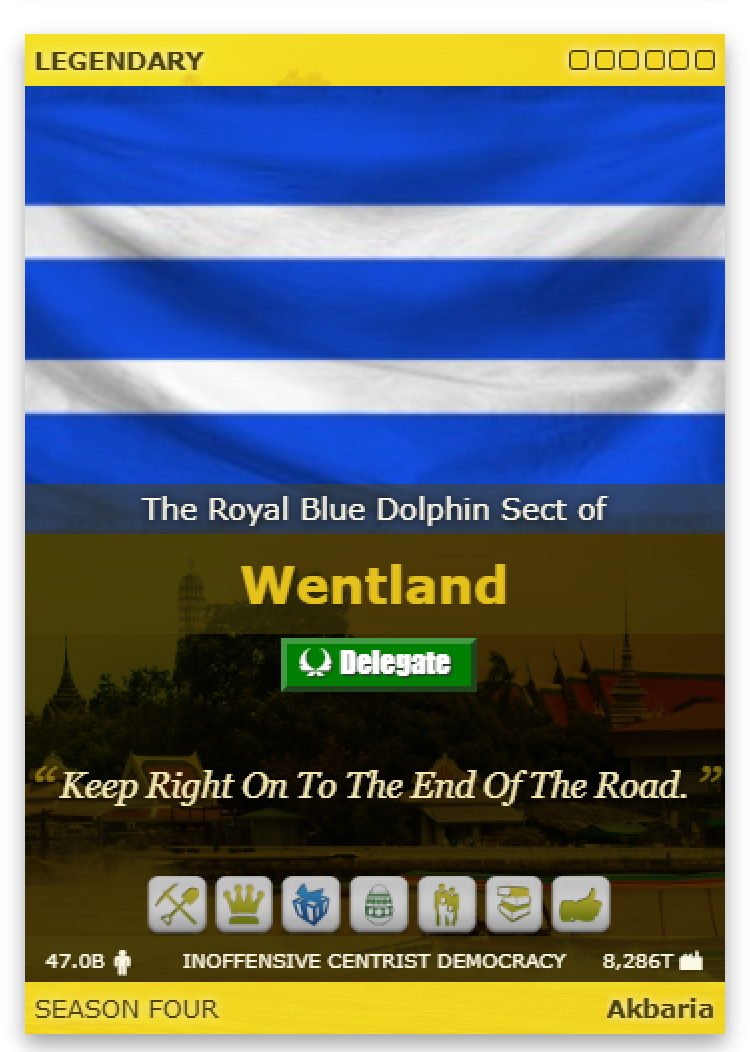 LEGENDARY
The Royal Blue Dolphin Sect of
Wentland
Delegate
“Keep Right On To The End Of The Road.”
47.0B INOFFENSIVE CENTRIST DEMOCRACY 8,286T
SEASON FOUR Akbaria